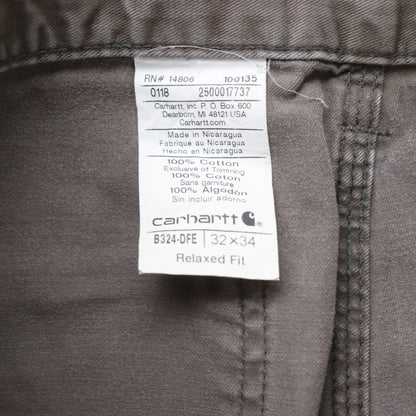 RN# 14806 100135
0118 2500017737
Carhartt, Inc. P.O. Box 600
Dearborn, MI 48121 USA
Carhartt.com
Made in Nicaragua
Fabrique au Nicaragua
Hecho en Nicaragua
100% Cotton
Exclusive of Trimming
100% Coton
Sans garniture
100% Algodón
Sin incluir adorno
carhartt
B324-DFE 32x34
Relaxed Fit